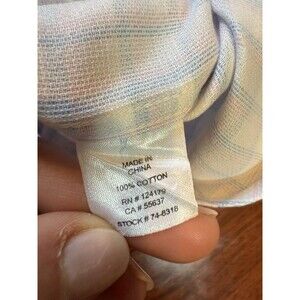 MADE IN
CHINA
100% COTTON
RN # 124179
CA # 55637
STOCK # 74-8318